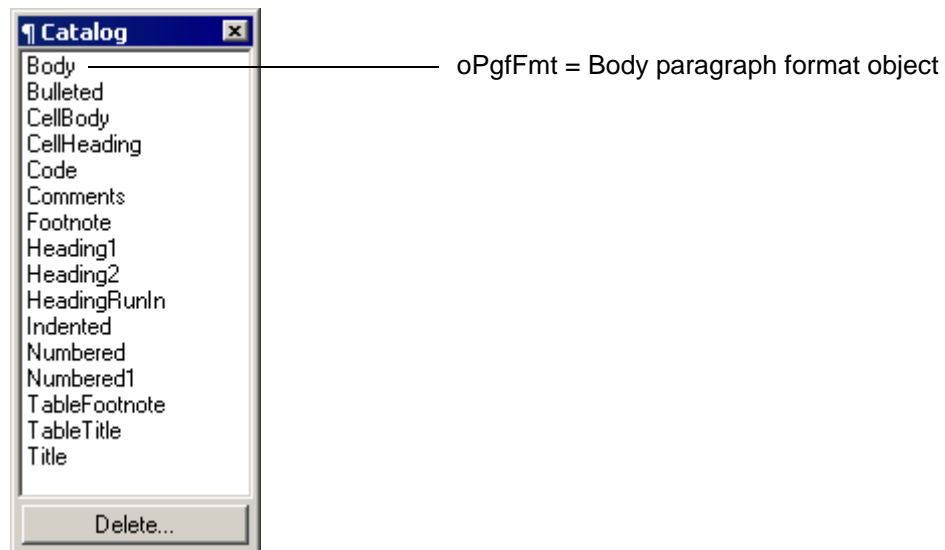 ¶ Catalog
Body
oPgfFmt = Body paragraph format object
Bulleted
CellBody
CellHeading
Code
Comments
Footnote
Heading1
Heading2
HeadingRunIn
Indented
Numbered
Numbered1
TableFootnote
TableTitle
Title
Delete...